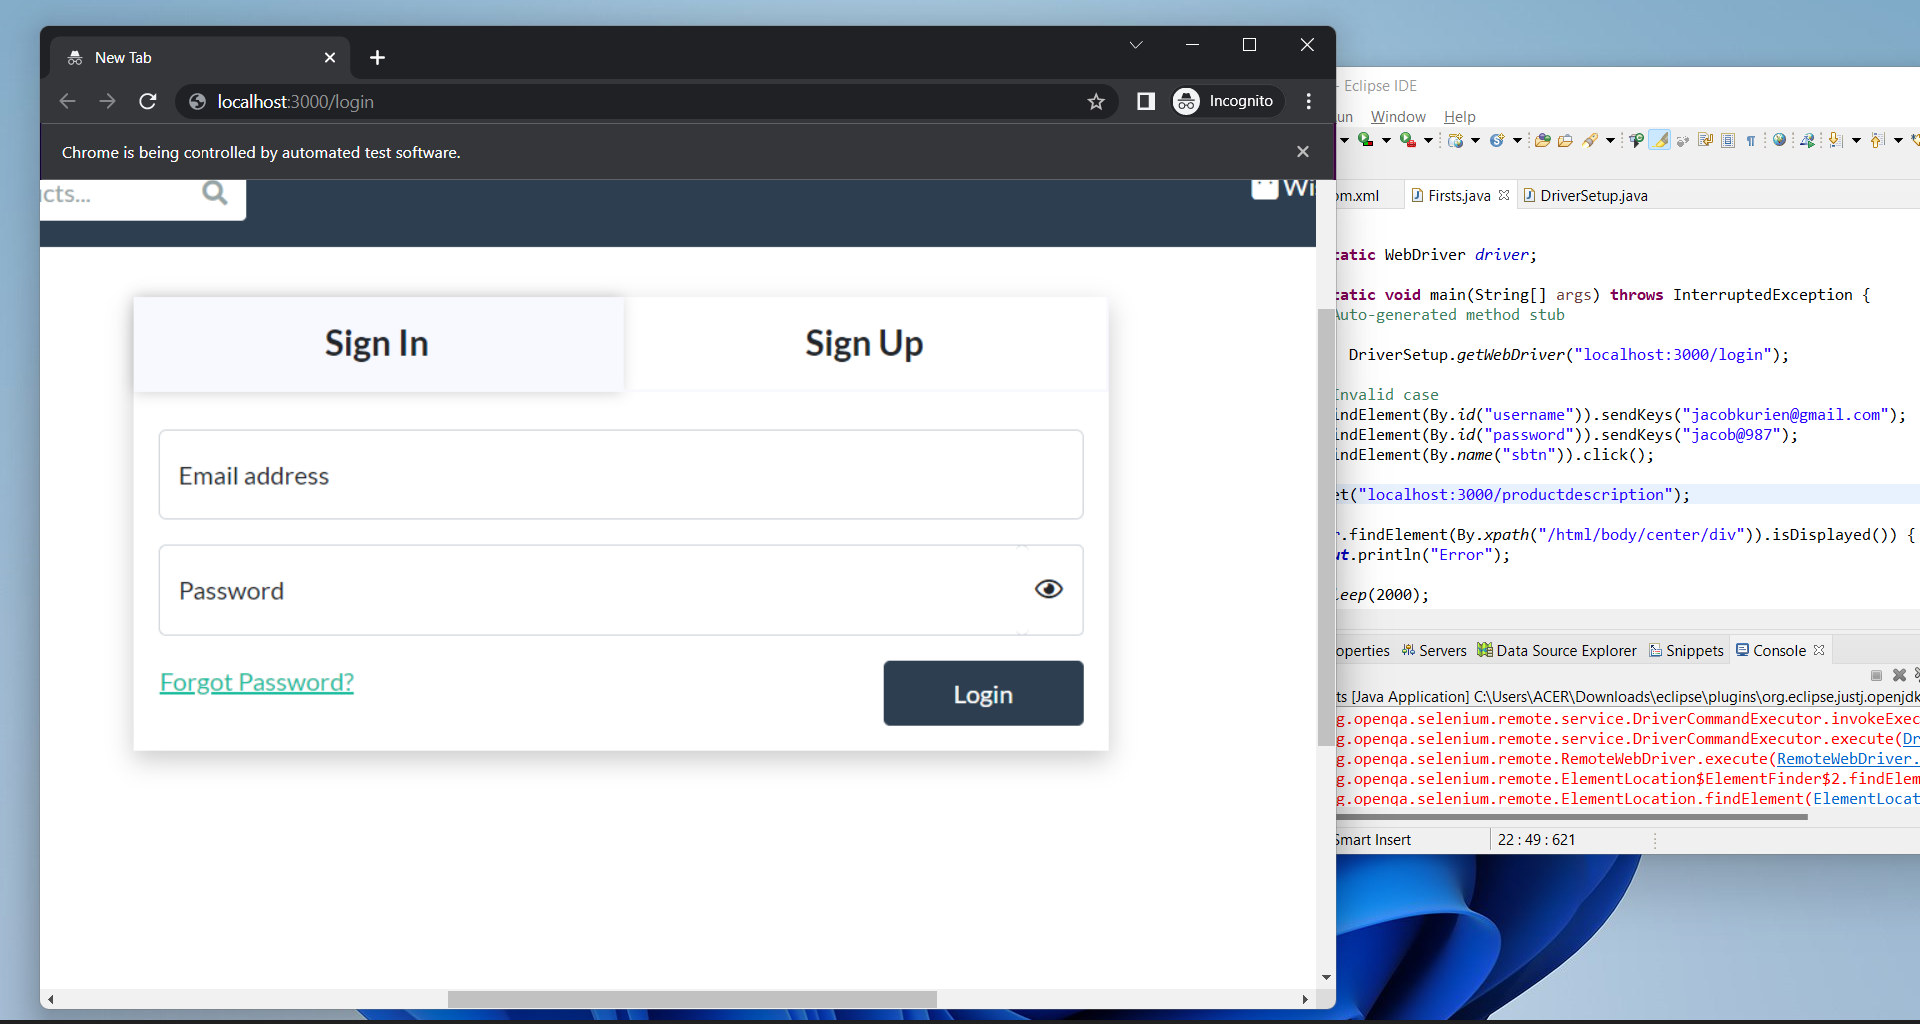 New Tab
localhost:3000/login
Incognito
Chrome is being controlled by automated test software.
cts...
Wi
Sign In
Sign Up
Email address
Password
Forgot Password?
Login
- Eclipse IDE
un Window Help
om.xml Firsts.java DriverSetup.java
tatic WebDriver driver;
tatic void main(String[] args) throws InterruptedException {
Auto-generated method stub
DriverSetup.getWebDriver("localhost:3000/login");
Invalid case
indElement(By.id("username")).sendKeys("jacobkurien@gmail.com");
indElement(By.id("password")).sendKeys("jacob@987");
indElement(By.name("sbtn")).click();
et("localhost:3000/productdescription");
r.findElement(By.xpath("/html/body/center/div")).isDisplayed()) {
ut.println("Error");
leep(2000);
operties Servers Data Source Explorer Snippets Console
ts [Java Application] C:\Users\ACER\Downloads\eclipse\plugins\org.eclipse.justj.openjdk
g.openqa.selenium.remote.service.DriverCommandExecutor.invokeExec
g.openqa.selenium.remote.service.DriverCommandExecutor.execute(Dr
g.openqa.selenium.remote.RemoteWebDriver.execute(RemoteWebDriver.
g.openqa.selenium.remote.ElementLocation$ElementFinder$2.findElem
g.openqa.selenium.remote.ElementLocation.findElement(ElementLocat
Smart Insert
22 : 49 : 621